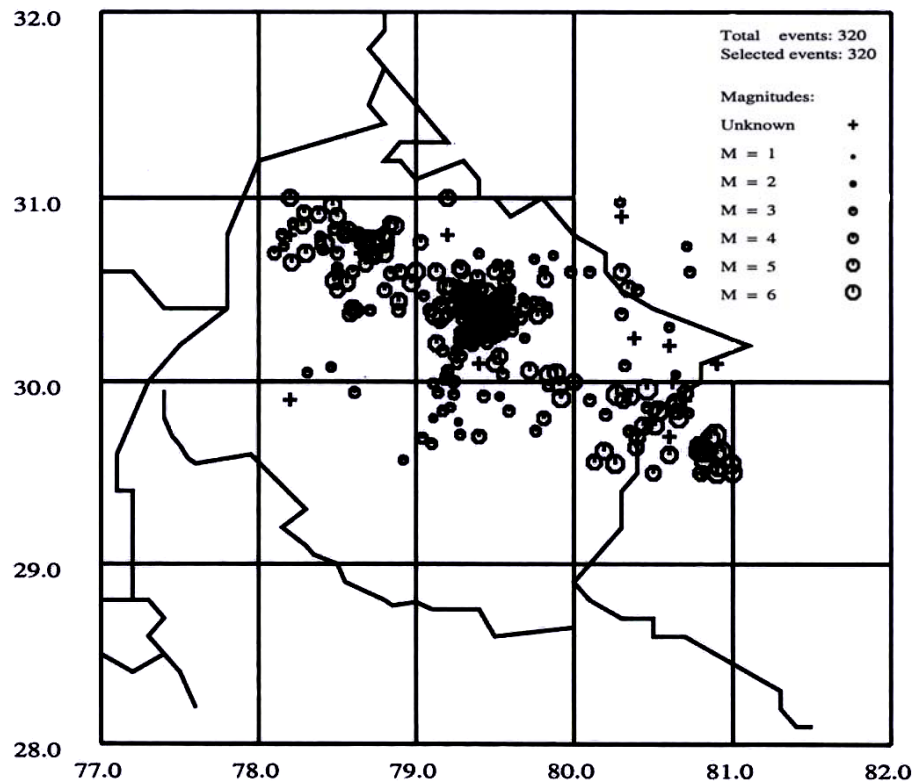 32.0
Total events: 320
Selected events: 320
Magnitudes:
Unknown +
M = 1
M = 2
31.0
M = 3
M = 4
M = 5
M = 6
30.0
29.0
28.0
77.0 78.0 79.0 80.0 81.0 82.0